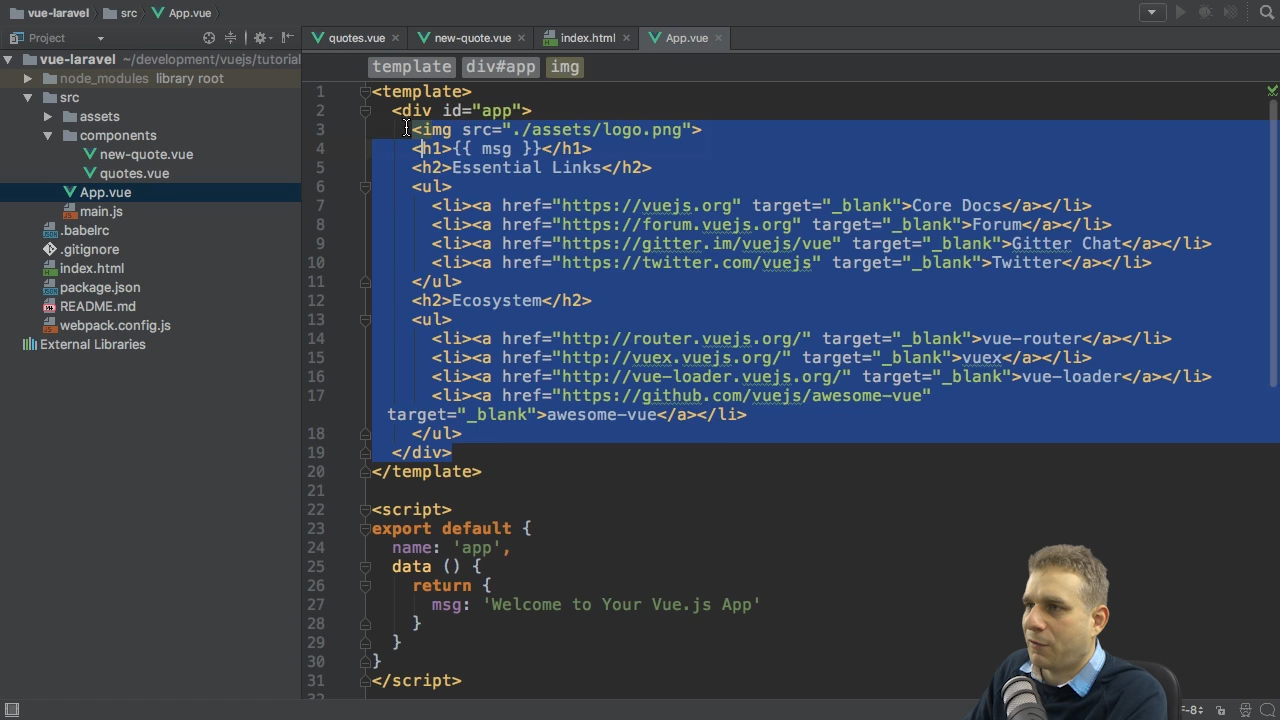 vue-laravel src App.vue
Project
quotes.vue new-quote.vue index.html App.vue
vue-laravel ~/development/vuejs/tutorial
node_modules library root
src
assets
components
new-quote.vue
quotes.vue
App.vue
main.js
.babelrc
.gitignore
index.html
package.json
README.md
webpack.config.js
External Libraries
template div#app img
1 <template>
2 <div id="app">
3 <img src="./assets/logo.png">
4 <h1>{{ msg }}</h1>
5 <h2>Essential Links</h2>
6 <ul>
7 <li><a href="https://vuejs.org" target="_blank">Core Docs</a></li>
8 <li><a href="https://forum.vuejs.org" target="_blank">Forum</a></li>
9 <li><a href="https://gitter.im/vuejs/vue" target="_blank">Gitter Chat</a></li>
10 <li><a href="https://twitter.com/vuejs" target="_blank">Twitter</a></li>
11 </ul>
12 <h2>Ecosystem</h2>
13 <ul>
14 <li><a href="http://router.vuejs.org/" target="_blank">vue-router</a></li>
15 <li><a href="http://vuex.vuejs.org/" target="_blank">vuex</a></li>
16 <li><a href="http://vue-loader.vuejs.org/" target="_blank">vue-loader</a></li>
17 <li><a href="https://github.com/vuejs/awesome-vue"
target="_blank">awesome-vue</a></li>
18 </ul>
19 </div>
20 </template>
21
22 <script>
23 export default {
24 name: 'app',
25 data () {
26 return {
27 msg: 'Welcome to Your Vue.js App'
28 }
29 }
30 }
31 </script>